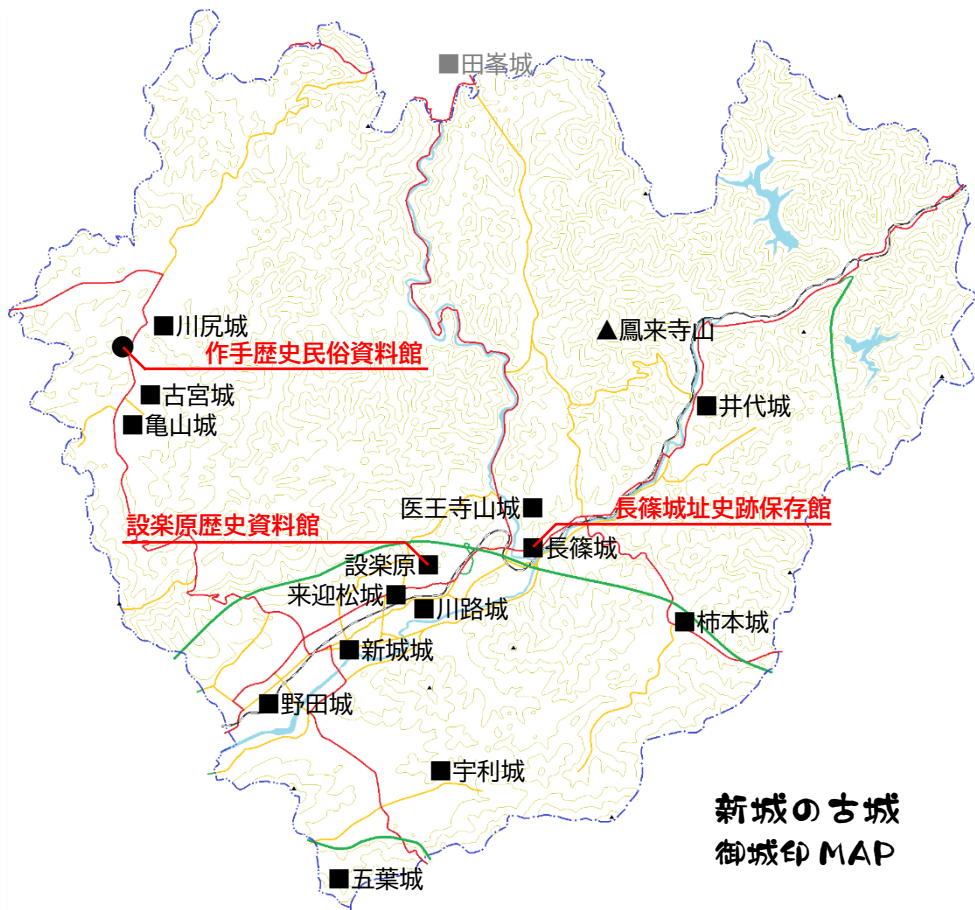 ■田峯城
■川尻城
▲鳳来寺山
作手歴史民俗資料館
■古宮城
■井代城
■亀山城
医王寺山城■
長篠城址史跡保存館
設楽原歴史資料館
■長篠城
設楽原■
来迎松城■
■川路城
■柿本城
■新城城
■野田城
■宇利城
新城の古城
御城印MAP
■五葉城